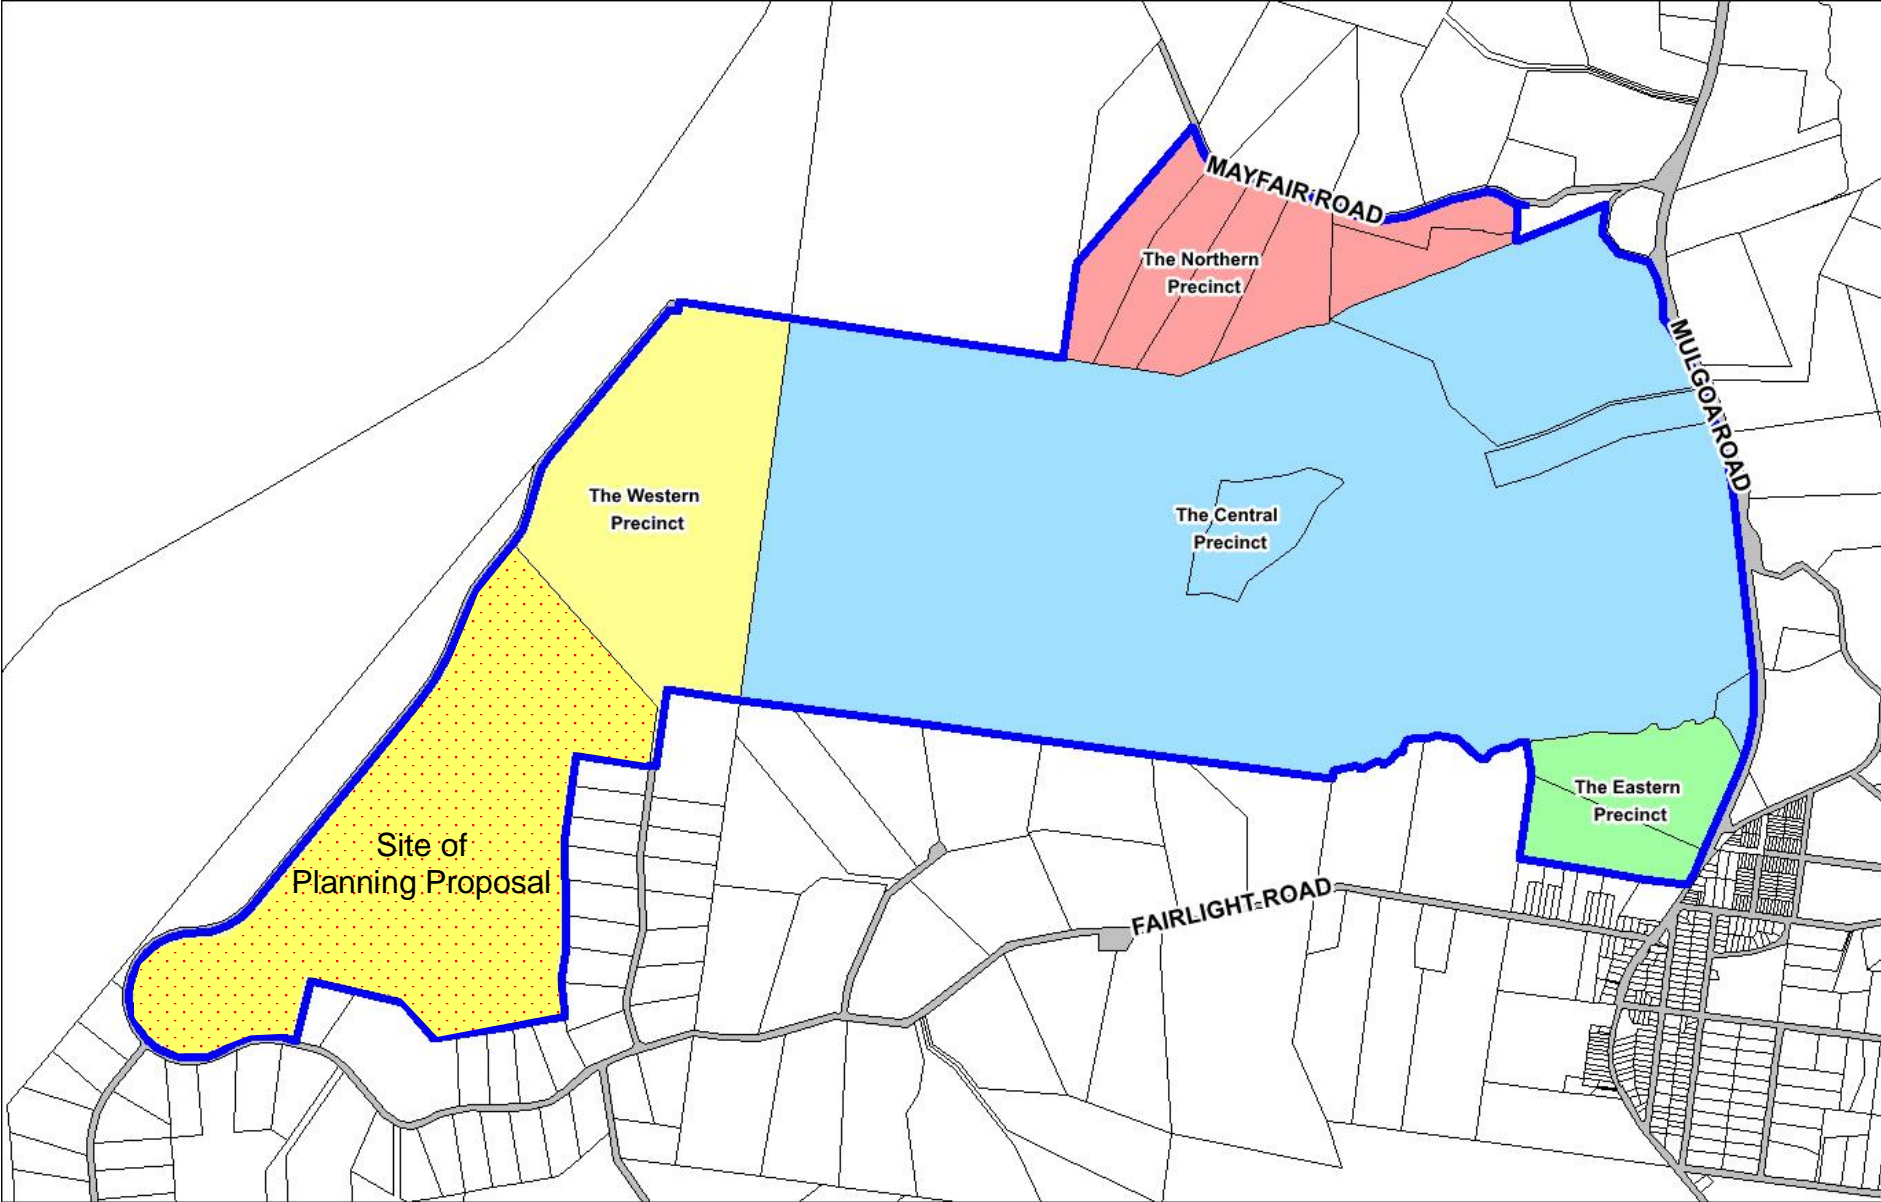 MAYFAIR ROAD
The Northern
Precinct
MULGOA ROAD
The Western
Precinct
The Central
Precinct
The Eastern
Precinct
Site of
Planning Proposal
FAIRLIGHT ROAD